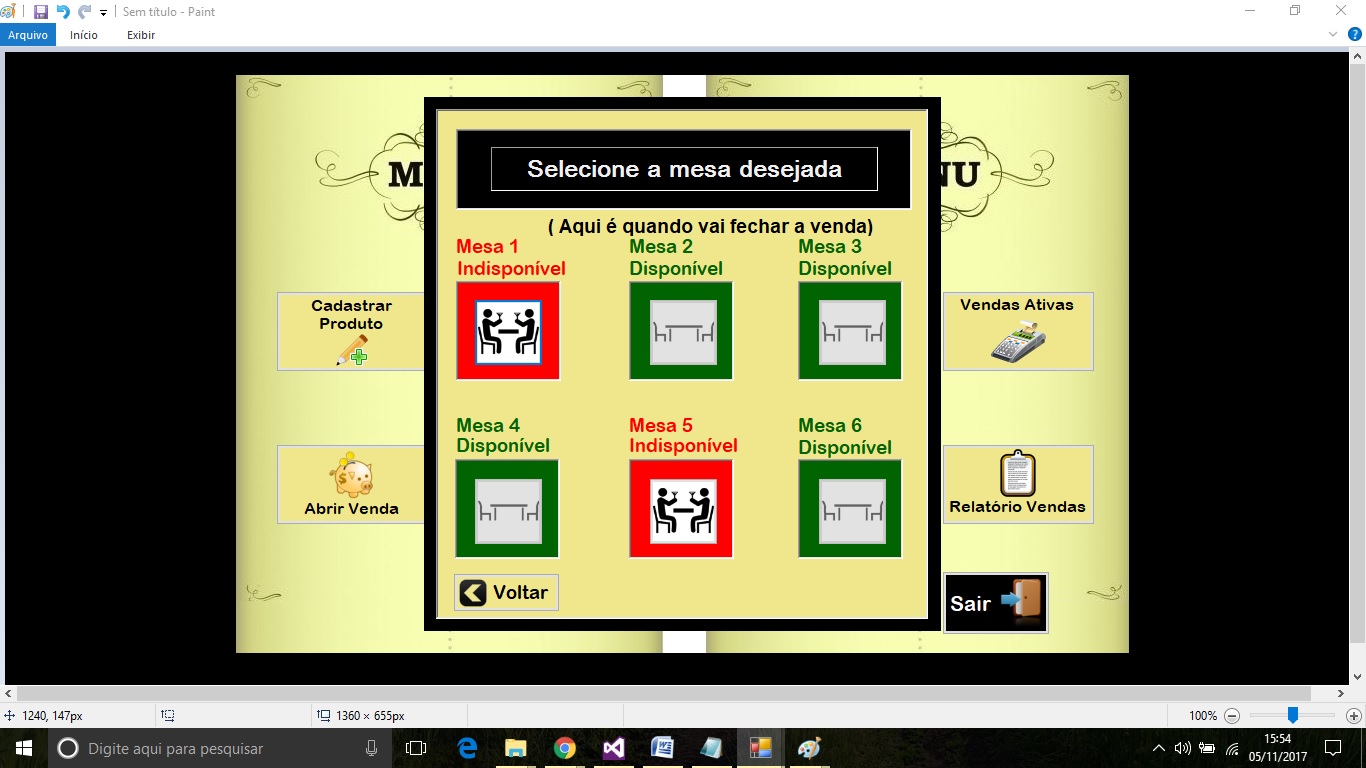 Sem título - Paint
Arquivo
Início
Exibir
M
NU
Selecione a mesa desejada
( Aqui é quando vai fechar a venda)
Mesa 1
Indisponível
Mesa 2
Disponível
Mesa 3
Disponível
Cadastrar
Produto
Vendas Ativas
Mesa 4
Disponível
Mesa 5
Indisponível
Mesa 6
Disponível
Abrir Venda
Relatório Vendas
Voltar
Sair
1240, 147px
1360 × 655px
100%
Digite aqui para pesquisar
15:54
05/11/2017